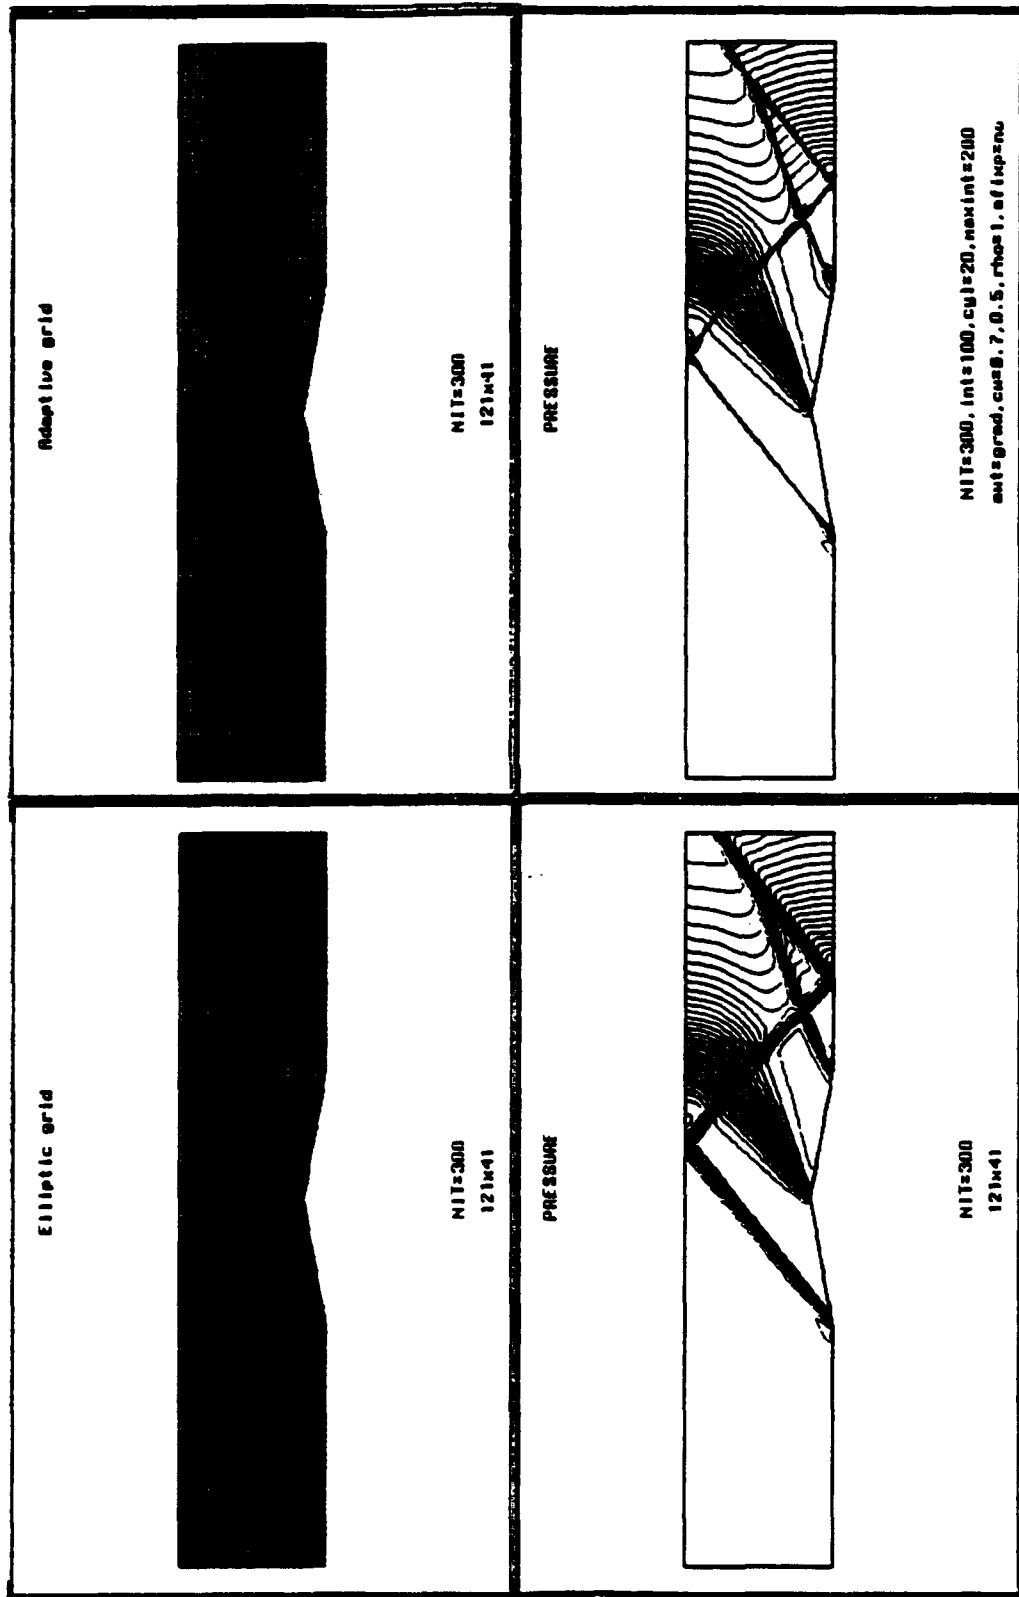 Elliptic grid
NIT=300
121x41
Adaptive grid
NIT=300
121x41
PRESSURE
NIT=300
121x41
PRESSURE
NIT=300, int=100, cyl=20, maxint=200